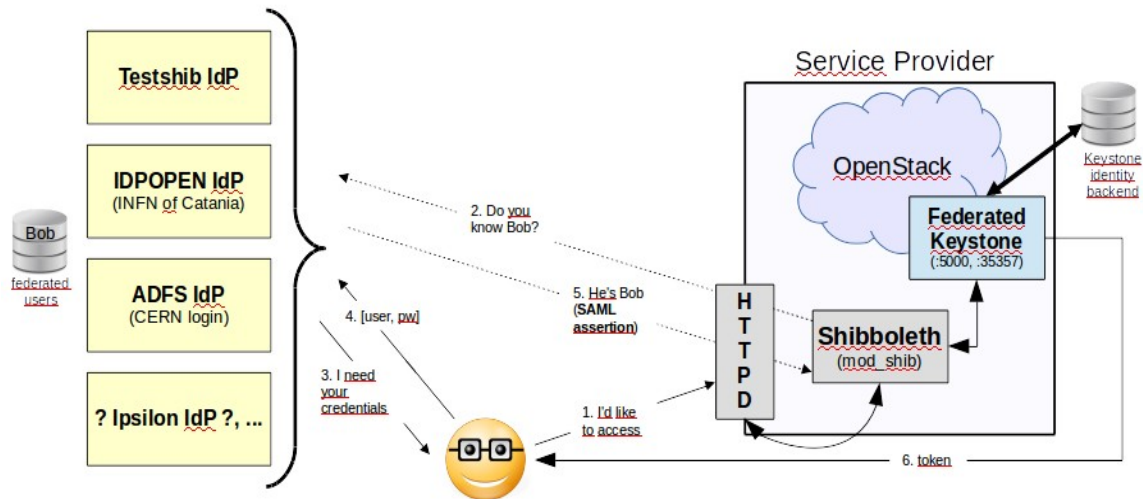 Testshib IdP
IDPOPEN IdP
(INFN of Catania)
Bob
federated
users
ADFS IdP
(CERN login)
? Ipsilon IdP ?, ...
2. Do you
know Bob?
5. He's Bob
(SAML
assertion)
4. [user, pw]
3. I need
your
credentials
1. I'd like
to access
Service Provider
OpenStack
Federated
Keystone
(:5000, :35357)
Keystone
identity
backend
H
T
T
P
D
Shibboleth
(mod_shib)
6. token